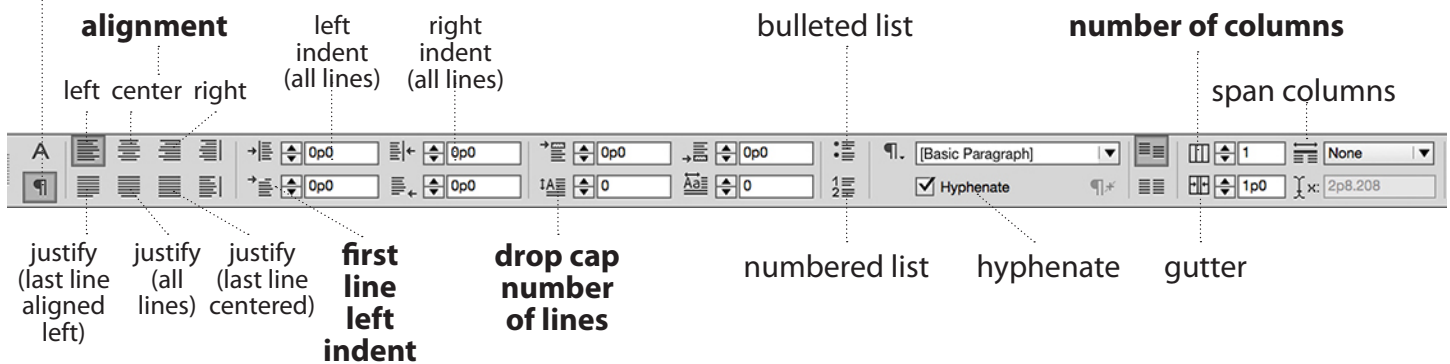 alignment
left
indent
(all lines)
right
indent
(all lines)
bulleted list
number of columns
left center right
span columns
A
0p0
0p0
0p0
0p0
1
None
¶
0p0
0p0
0
0
[Basic Paragraph]
Hyphenate
1p0
x: 2p8.208
justify
(last line
aligned
left)
justify
(all
lines)
justify
(last line
centered)
first
line
left
indent
drop cap
number
of lines
numbered list
hyphenate
gutter